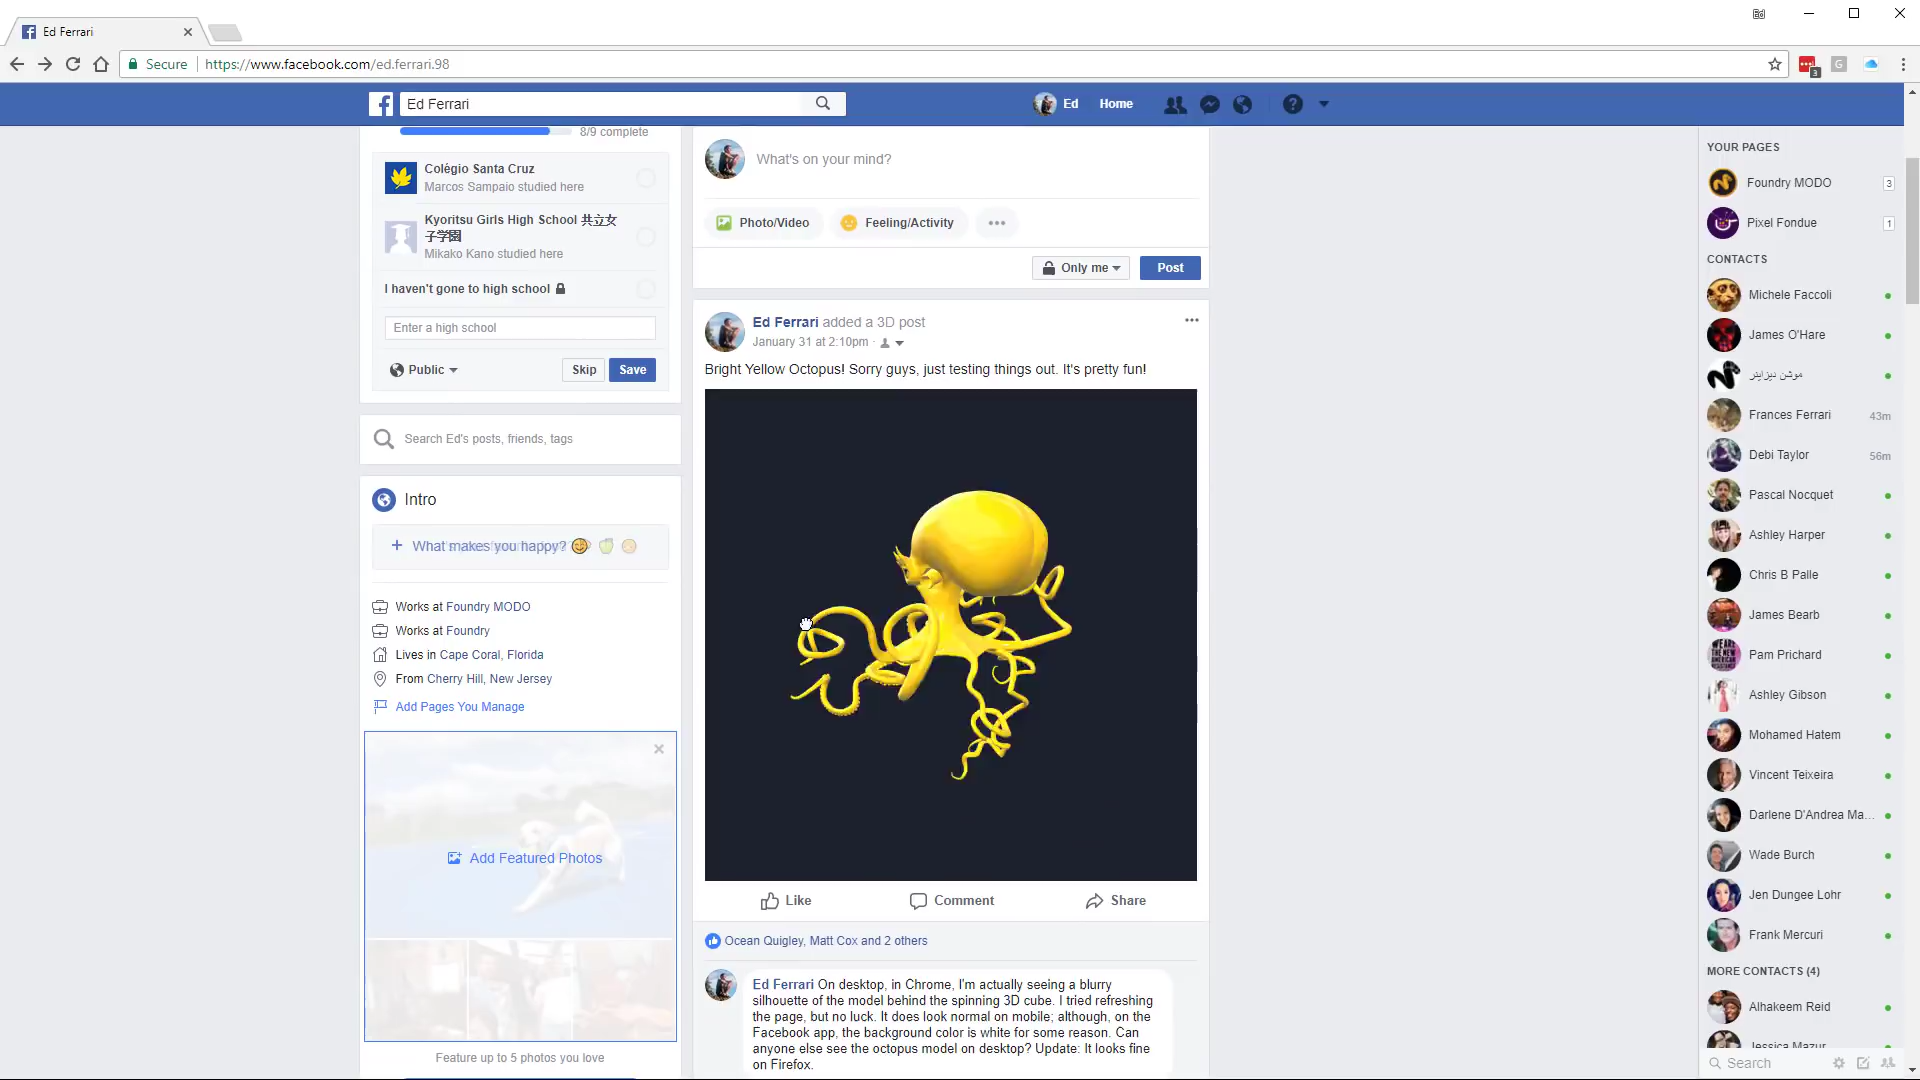 Ed Ferrari
Secure
https://www.facebook.com/ed.ferrari.98
3
G
Ed Ferrari
Ed
Home
8/9 complete
Colégio Santa Cruz
Marcos Sampaio studied here
Kyoritsu Girls High School 共立女
子学園
Mikako Kano studied here
I haven't gone to high school
Enter a high school
Public
Skip
Save
Search Ed's posts, friends, tags
Intro
What makes you happy?
Works at Foundry MODO
Works at Foundry
Lives in Cape Coral, Florida
From Cherry Hill, New Jersey
Add Pages You Manage
Add Featured Photos
Feature up to 5 photos you love
What's on your mind?
Photo/Video
Feeling/Activity
Only me
Post
Ed Ferrari added a 3D post
January 31 at 2:10pm ·
Bright Yellow Octopus! Sorry guys, just testing things out. It's pretty fun!
Like
Comment
Share
Ocean Quigley, Matt Cox and 2 others
Ed Ferrari On desktop, in Chrome, I'm actually seeing a blurry
silhouette of the model behind the spinning 3D cube. I tried refreshing
the page, but no luck. It does look normal on mobile; although, on the
Facebook app, the background color is white for some reason. Can
anyone else see the octopus model on desktop? Update: It looks fine
on Firefox.
YOUR PAGES
Foundry MODO
3
Pixel Fondue
1
CONTACTS
Michele Faccoli
James O'Hare
موشن ديزاينر
Frances Ferrari 43m
Debi Taylor 56m
Pascal Nocquet
Ashley Harper
Chris B Palle
James Bearb
Pam Prichard
Ashley Gibson
Mohamed Hatem
Vincent Teixeira
Darlene D'Andrea Ma...
Wade Burch
Jen Dungee Lohr
Frank Mercuri
MORE CONTACTS (4)
Alhakeem Reid
Jessica Mazur
Search